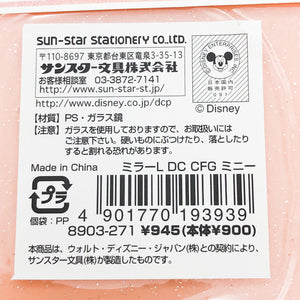 sun-star stationery co.,LTD.
〒110-8697 東京都台東区竜泉3-35-13
サンスター文具株式会社
お客様相談室 03-3872-7141
http://www.sun-star-st.jp/
http://www.disney.co.jp/dcp
© Disney
【材質】 PS・ガラス鏡
【注意】 ガラスを使用しておりますので、お取扱いには
ご注意下さい。硬いものにぶつけたり、落としたり
すると割れる恐れがあります。
Made in China ミラーL DC CFG ミニー
プラ
個袋:PP
4 901770 193939
8903-271 ¥945(本体¥900)
本商品は、ウォルト・ディズニー・ジャパン(株)との契約により、
サンスター文具(株)が製造したものです。